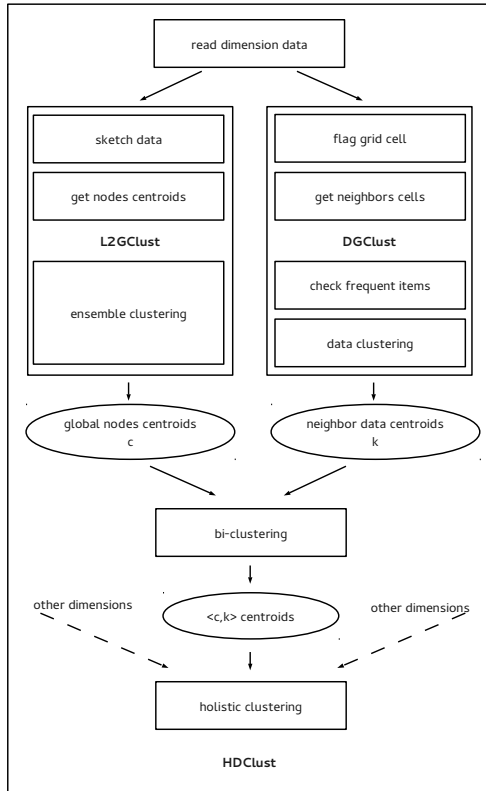 read dimension data
sketch data
get nodes centroids
L2GClust
ensemble clustering
flag grid cell
get neighbors cells
DGClust
check frequent items
data clustering
global nodes centroids
c
neighbor data centroids
k
bi-clustering
other dimensions
<c,k> centroids
other dimensions
holistic clustering
HDClust